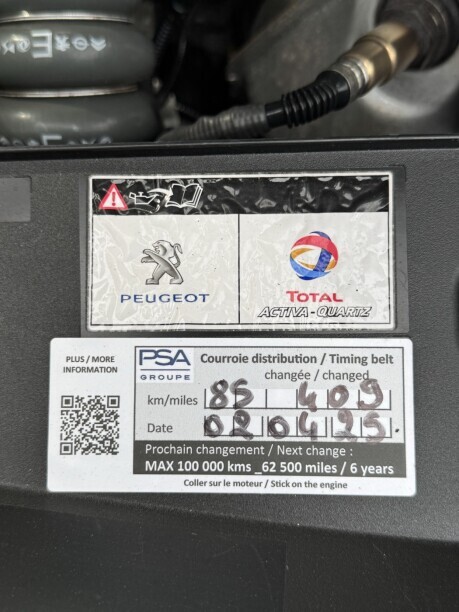 PEUGEOT
TOTAL
ACTIVA-QUARTZ
PLUS / MORE
INFORMATION
PSA
GROUPE
Courroie distribution / Timing belt
changée / changed
km/miles 85 409
Date 02 04 25
Prochain changement / Next change :
MAX 100 000 kms _62 500 miles / 6 years
Coller sur le moteur / Stick on the engine